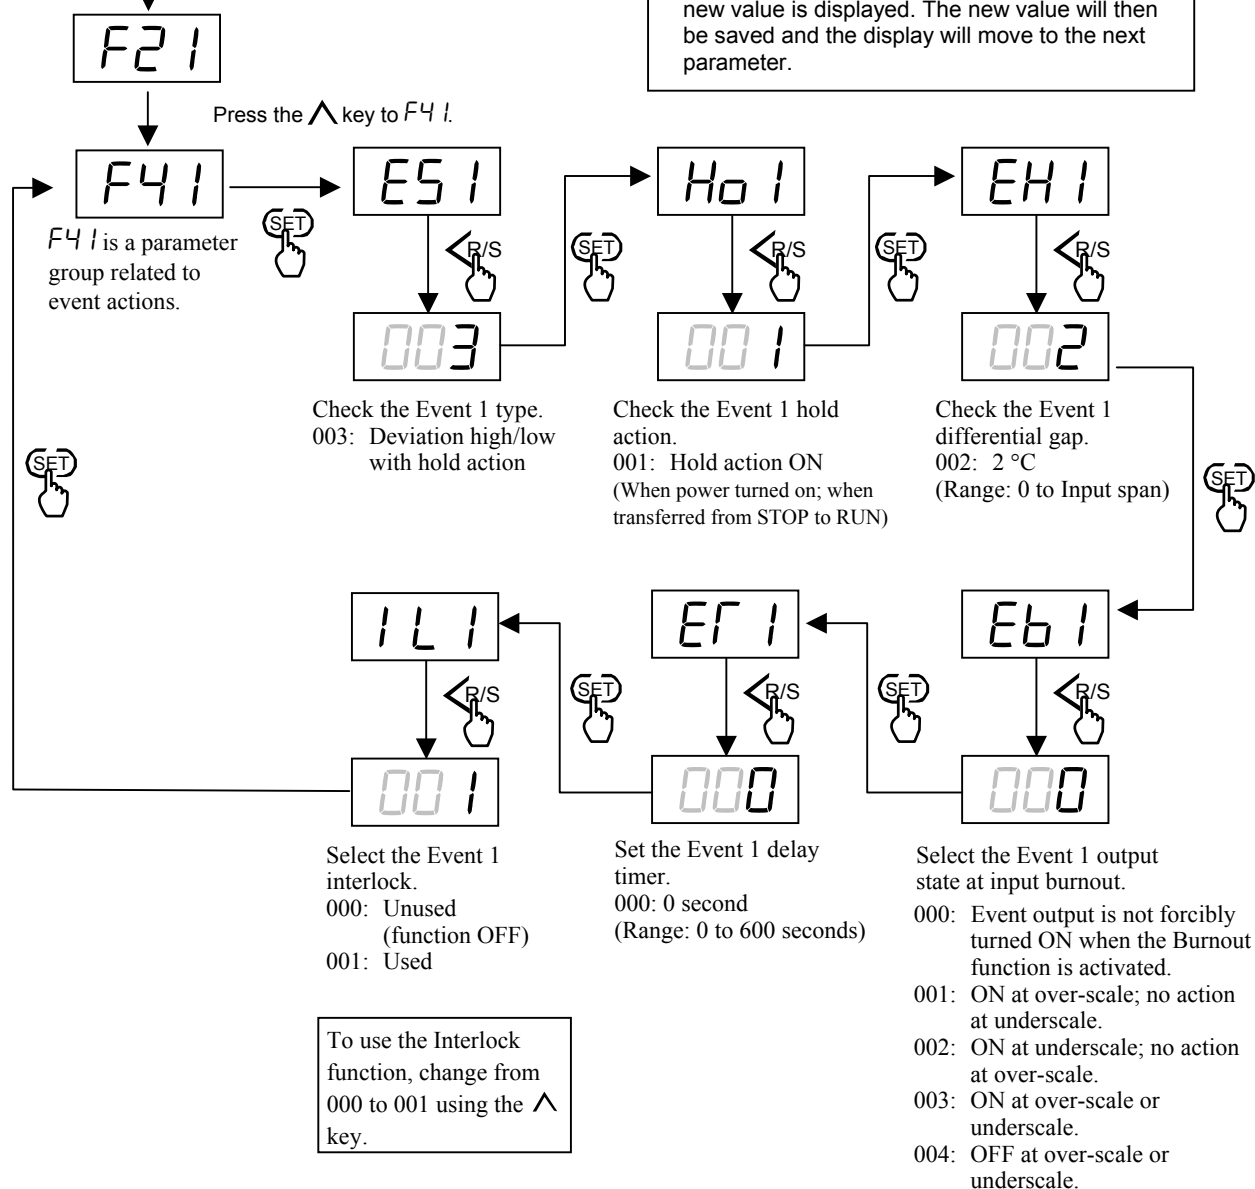 new value is displayed. The new value will then
be saved and the display will move to the next
parameter.
F21
Press the ∧ key to F41.
F41
SET
F41 is a parameter
group related to
event actions.
ES1
R/S
003
Check the Event 1 type.
003: Deviation high/low
with hold action
SET
Ho1
R/S
001
Check the Event 1 hold
action.
001: Hold action ON
(When power turned on; when
transferred from STOP to RUN)
SET
EH1
R/S
002
Check the Event 1
differential gap.
002: 2 °C
(Range: 0 to Input span)
SET
Eb1
R/S
000
Select the Event 1 output
state at input burnout.
000: Event output is not forcibly
turned ON when the Burnout
function is activated.
001: ON at over-scale; no action
at underscale.
002: ON at underscale; no action
at over-scale.
003: ON at over-scale or
underscale.
004: OFF at over-scale or
underscale.
SET
ET1
R/S
000
Set the Event 1 delay
timer.
000: 0 second
(Range: 0 to 600 seconds)
SET
IL1
R/S
001
Select the Event 1
interlock.
000: Unused
(function OFF)
001: Used
To use the Interlock
function, change from
000 to 001 using the ∧
key.
SET